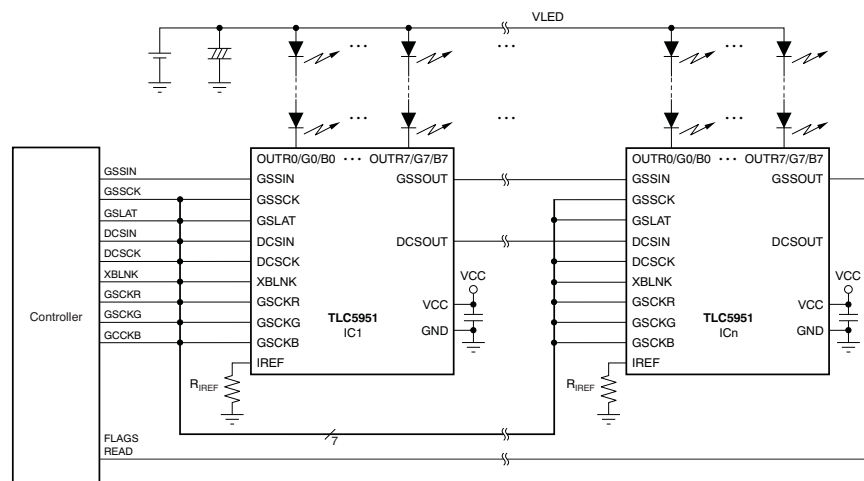 VLED
... ... ... ...
... ... ...
OUTR0/G0/B0 ... OUTR7/G7/B7
OUTR0/G0/B0 ... OUTR7/G7/B7
Controller
GSSIN
GSSCK
GSLAT
DCSIN
DCSCK
XBLNK
GSCKR
GSCKG
GCCKB
FLAGS
READ
GSSIN
GSSCK
GSLAT
DCSIN
DCSCK
XBLNK
GSCKR
GSCKG
GSCKB
IREF
GSSOUT
DCSOUT
VCC
GND
TLC5951
IC1
VCC
RIREF
7
GSSIN
GSSCK
GSLAT
DCSIN
DCSCK
XBLNK
GSCKR
GSCKG
GSCKB
IREF
GSSOUT
DCSOUT
VCC
GND
TLC5951
ICn
VCC
RIREF